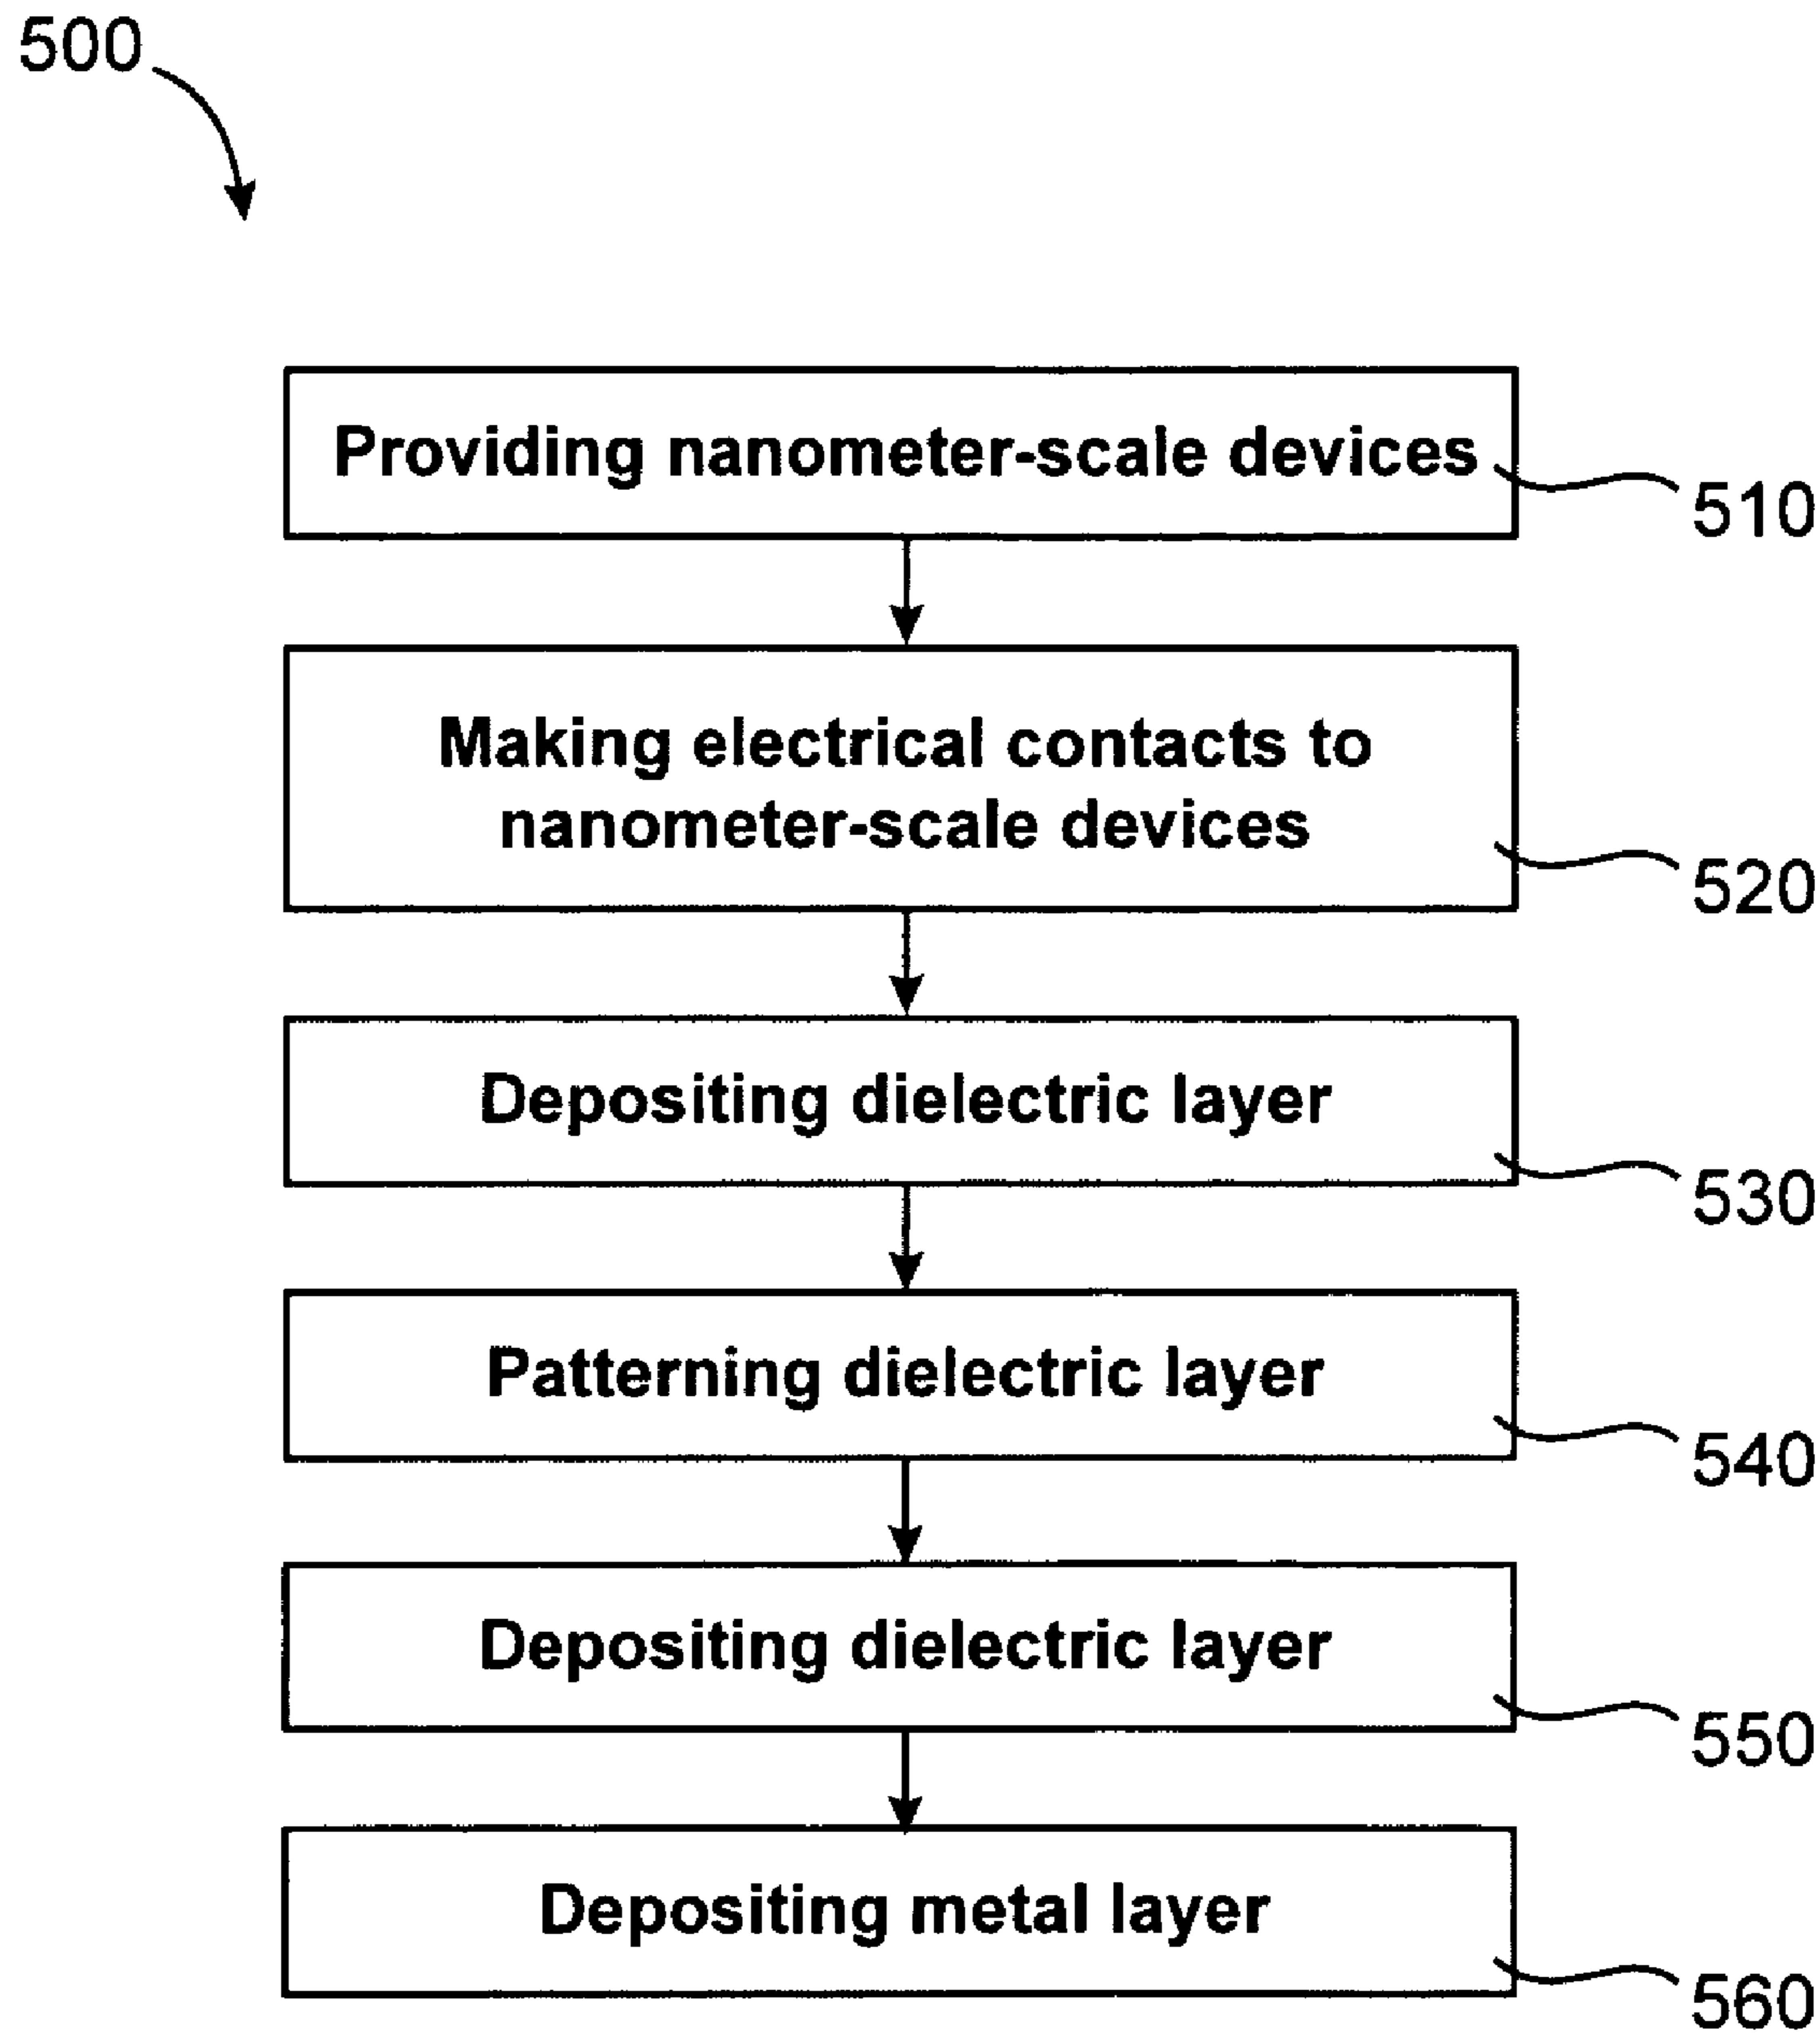 500
Providing nanometer-scale devices
510
Making electrical contacts to
nanometer-scale devices
520
Depositing dielectric layer
530
Patterning dielectric layer
540
Depositing dielectric layer
550
Depositing metal layer
560